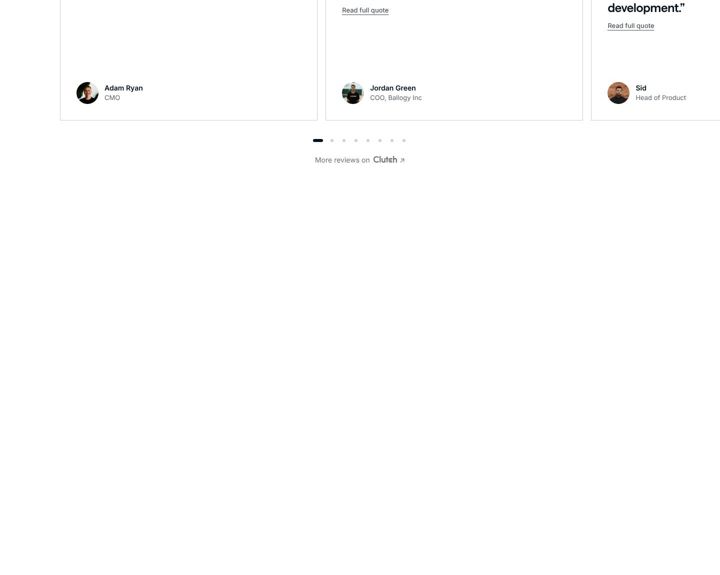 Read full quote
Adam Ryan
CMO
Jordan Green
COO, Ballogy Inc
development.”
Read full quote
Sid
Head of Product
More reviews on Clutch ↗